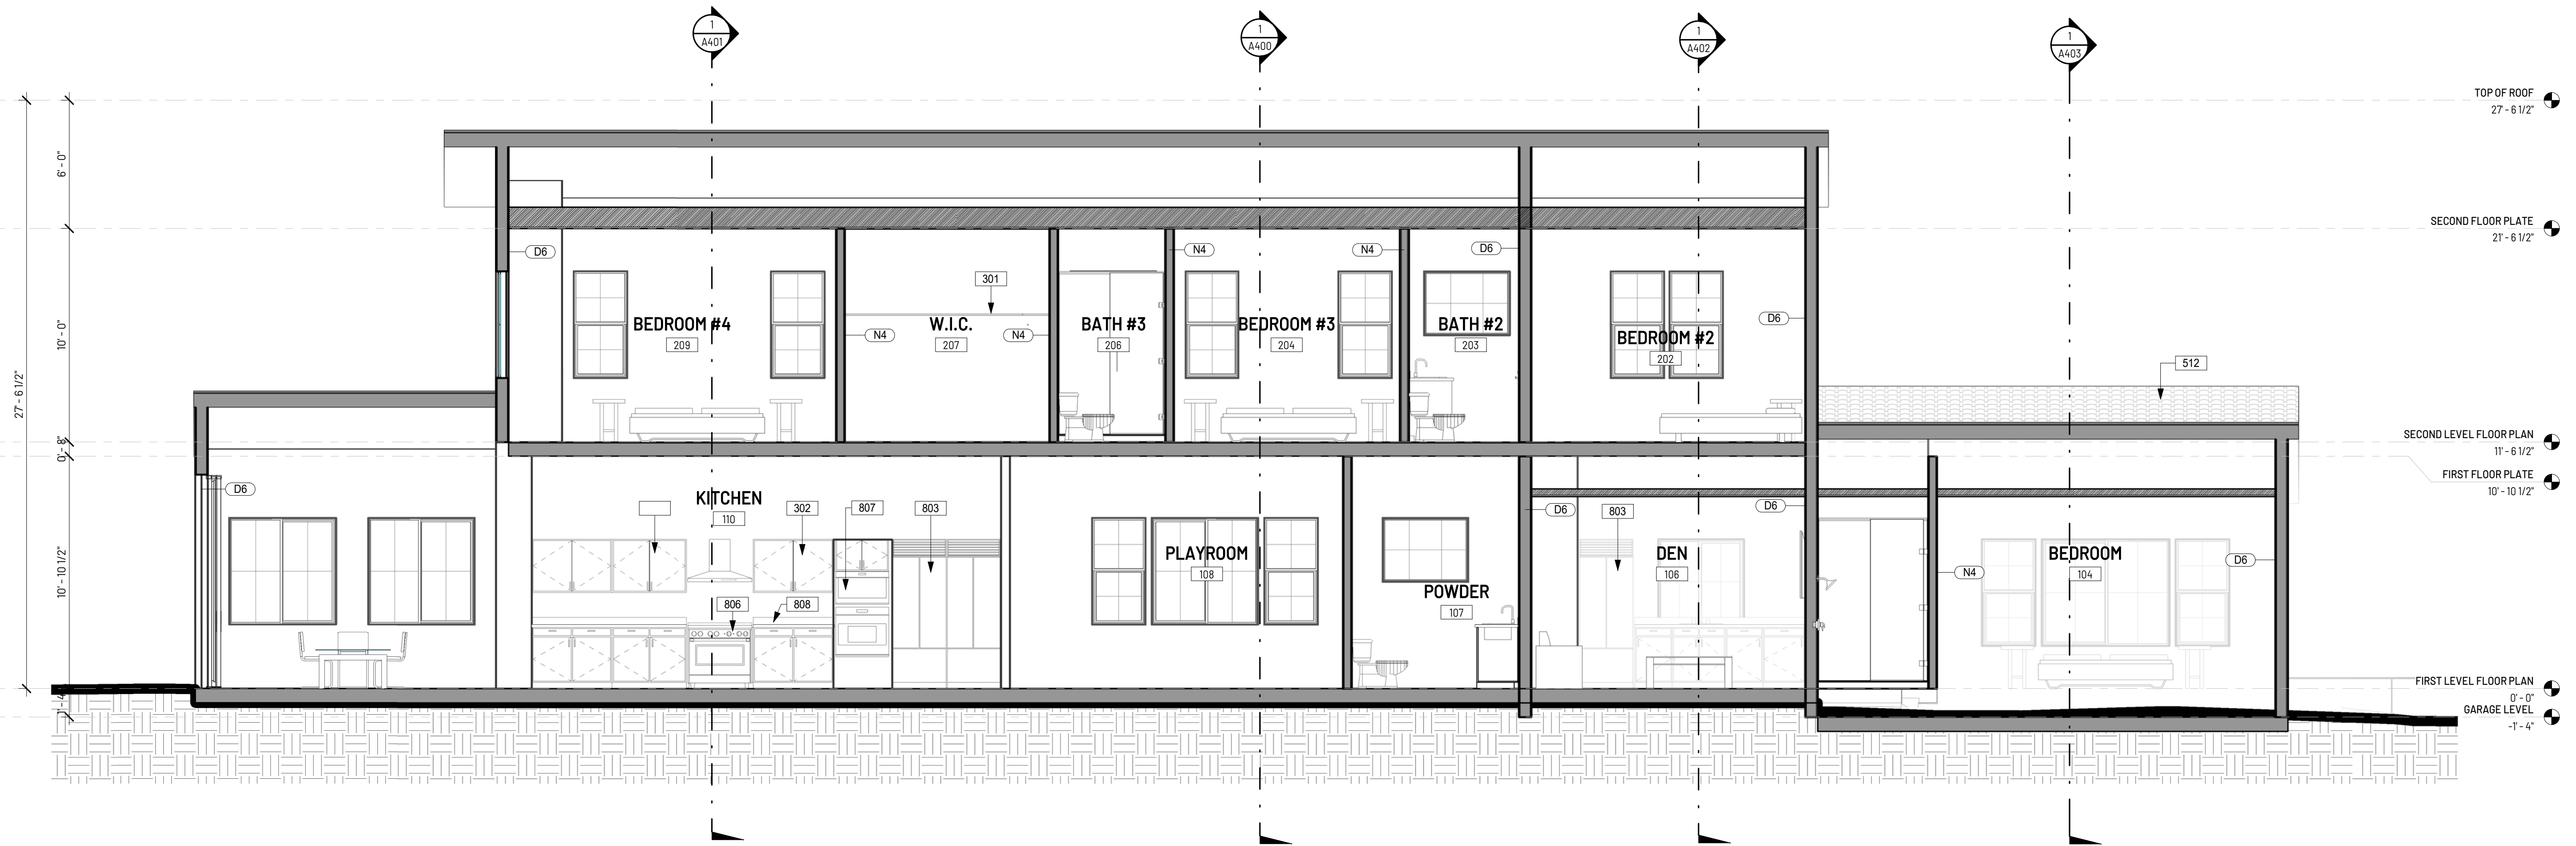 1
A401
1
A400
1
A402
1
A403
TOP OF ROOF
27' - 6 1/2"
SECOND FLOOR PLATE
21' - 6 1/2"
SECOND LEVEL FLOOR PLAN
11' - 6 1/2"
FIRST FLOOR PLATE
10' - 10 1/2"
FIRST LEVEL FLOOR PLAN
0' - 0"
GARAGE LEVEL
-1' - 4"
27' - 6 1/2"
6' - 0"
10' - 0"
0' - 8"
10' - 10 1/2"
1' - 4"
D6
N4
N4
D6
301
BEDROOM #4
209
W.I.C.
207
BATH #3
206
BEDROOM #3
204
BATH #2
203
BEDROOM #2
202
N4
N4
D6
512
D6
KITCHEN
110
302
807
803
806
808
PLAYROOM
108
POWDER
107
D6
803
D6
DEN
106
N4
BEDROOM
104
D6